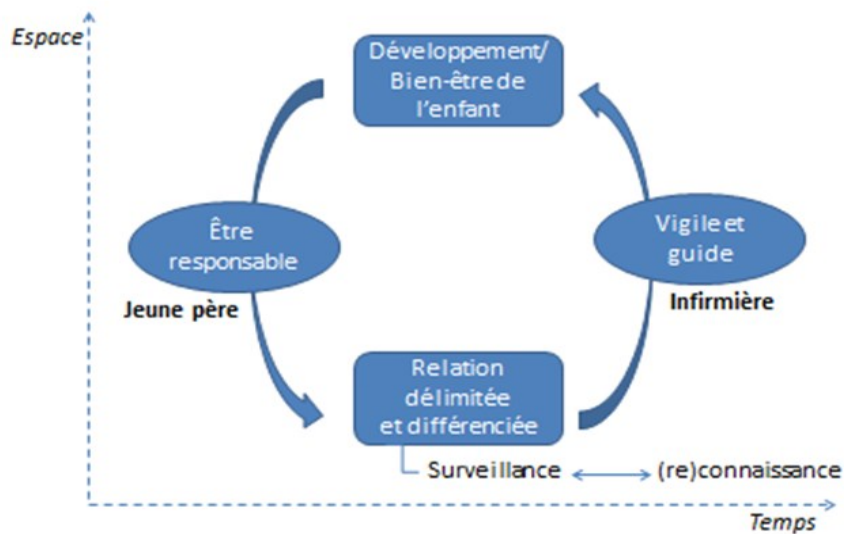 Espace
Développement/
Bien-être de
l'enfant
Être
responsable
Jeune père
Vigile et
guide
Infirmière
Relation
délimitée
et différenciée
Surveillance
(re)connaissance
Temps